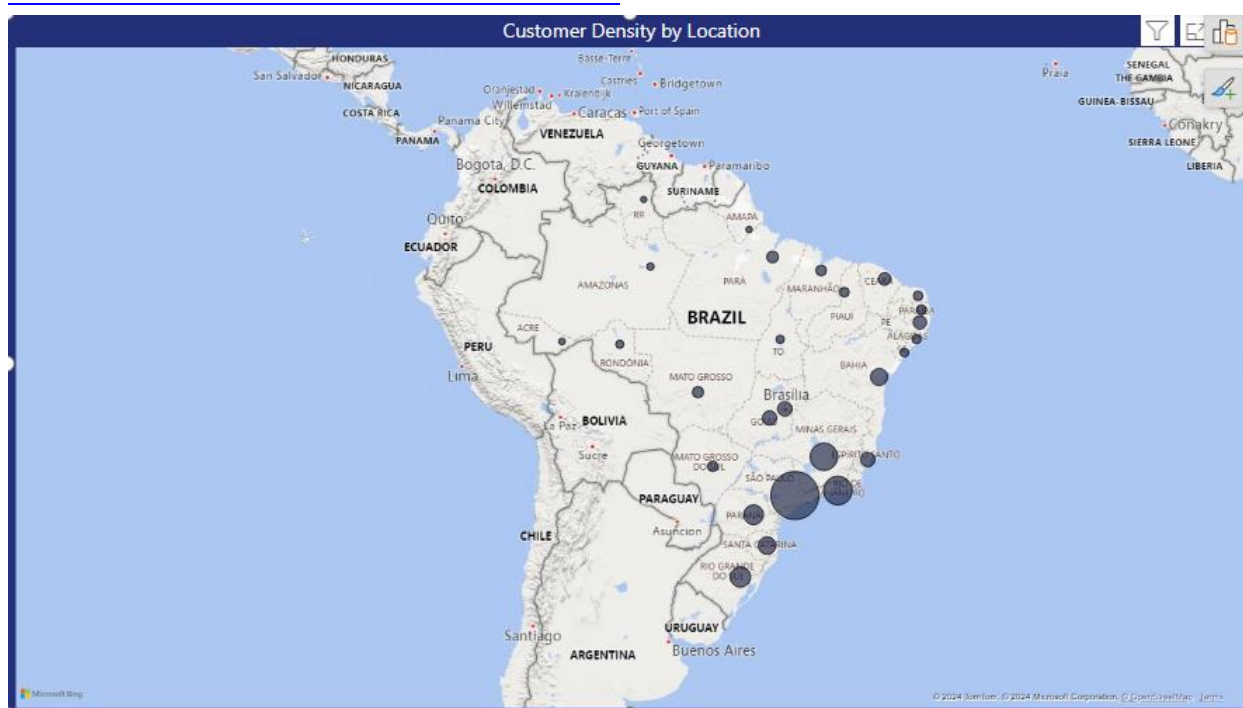 Customer Density by Location
HONDURAS
Basse-Terre
San Salvador
NICARAGUA
Castries
Bridgetown
Praia
SENEGAL
THE GAMBIA
Oranjestad
Kralendijk
GUINEA-BISSAU
Willemstad
COSTA RICA
Panama City
Caracas
Port of Spain
Conakry
PANAMA
VENEZUELA
Georgetown
SIERRA LEONE
Bogota, D.C.
GUYANA
Paramaribo
LIBERIA
COLOMBIA
SURINAME
RR
AMAPÁ
Quito
ECUADOR
AMAZONAS
PARÁ
MARANHÃO
CEARÁ
BRAZIL
PIAUÍ
PARAÍBA
PE
ACRE
ALAGOAS
PERU
RONDÔNIA
TO
BAHIA
Lima
MATO GROSSO
Brasília
La Paz
BOLIVIA
GOIÁS
MINAS GERAIS
Sucre
MATO GROSSO
DO SUL
ESPÍRITO SANTO
SÃO PAULO
RIO DE
JANEIRO
PARAGUAY
PARANÁ
Asuncion
CHILE
SANTA CATARINA
RIO GRANDE
DO SUL
Santiago
URUGUAY
ARGENTINA
Buenos Aires
Microsoft Bing
© 2024 TomTom, © 2024 Microsoft Corporation, © OpenStreetMap Terms